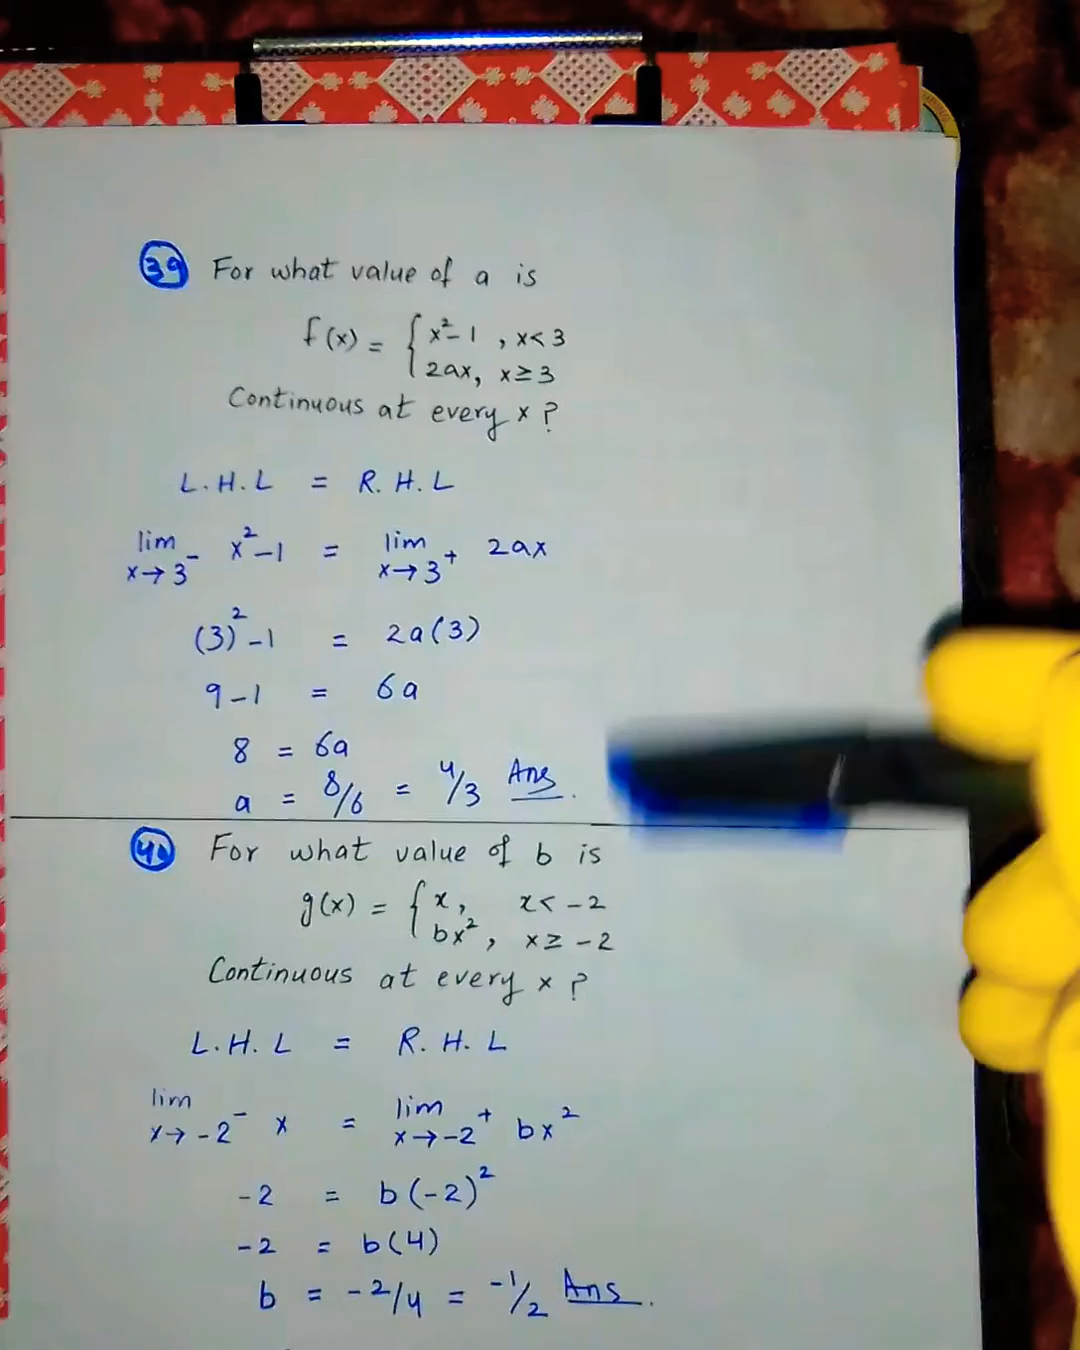 39 For what value of a is
f(x) = { x²-1 , x<3
2ax, x≥3
Continuous at every x ?
L.H.L = R.H.L
lim x→3⁻ x²-1 = lim x→3⁺ 2ax
(3)²-1 = 2a(3)
9-1 = 6a
8 = 6a
a = 8/6 = 4/3 Ans.
40 For what value of b is
g(x) = { x, x< -2
bx², x≥ -2
Continuous at every x ?
L.H.L = R.H.L
lim x→-2⁻ x = lim x→-2⁺ bx²
-2 = b(-2)²
-2 = b(4)
b = -2/4 = -1/2 Ans.